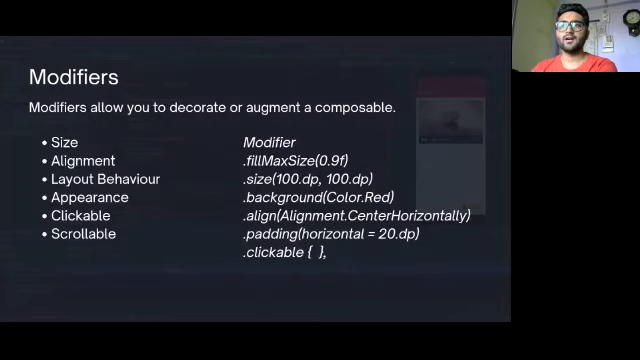 Modifiers
Modifiers allow you to decorate or augment a composable.
• Size
• Alignment
• Layout Behaviour
• Appearance
• Clickable
• Scrollable
Modifier
.fillMaxSize(0.9f)
.size(100.dp, 100.dp)
.background(Color.Red)
.align(Alignment.CenterHorizontally)
.padding(horizontal = 20.dp)
.clickable {  },